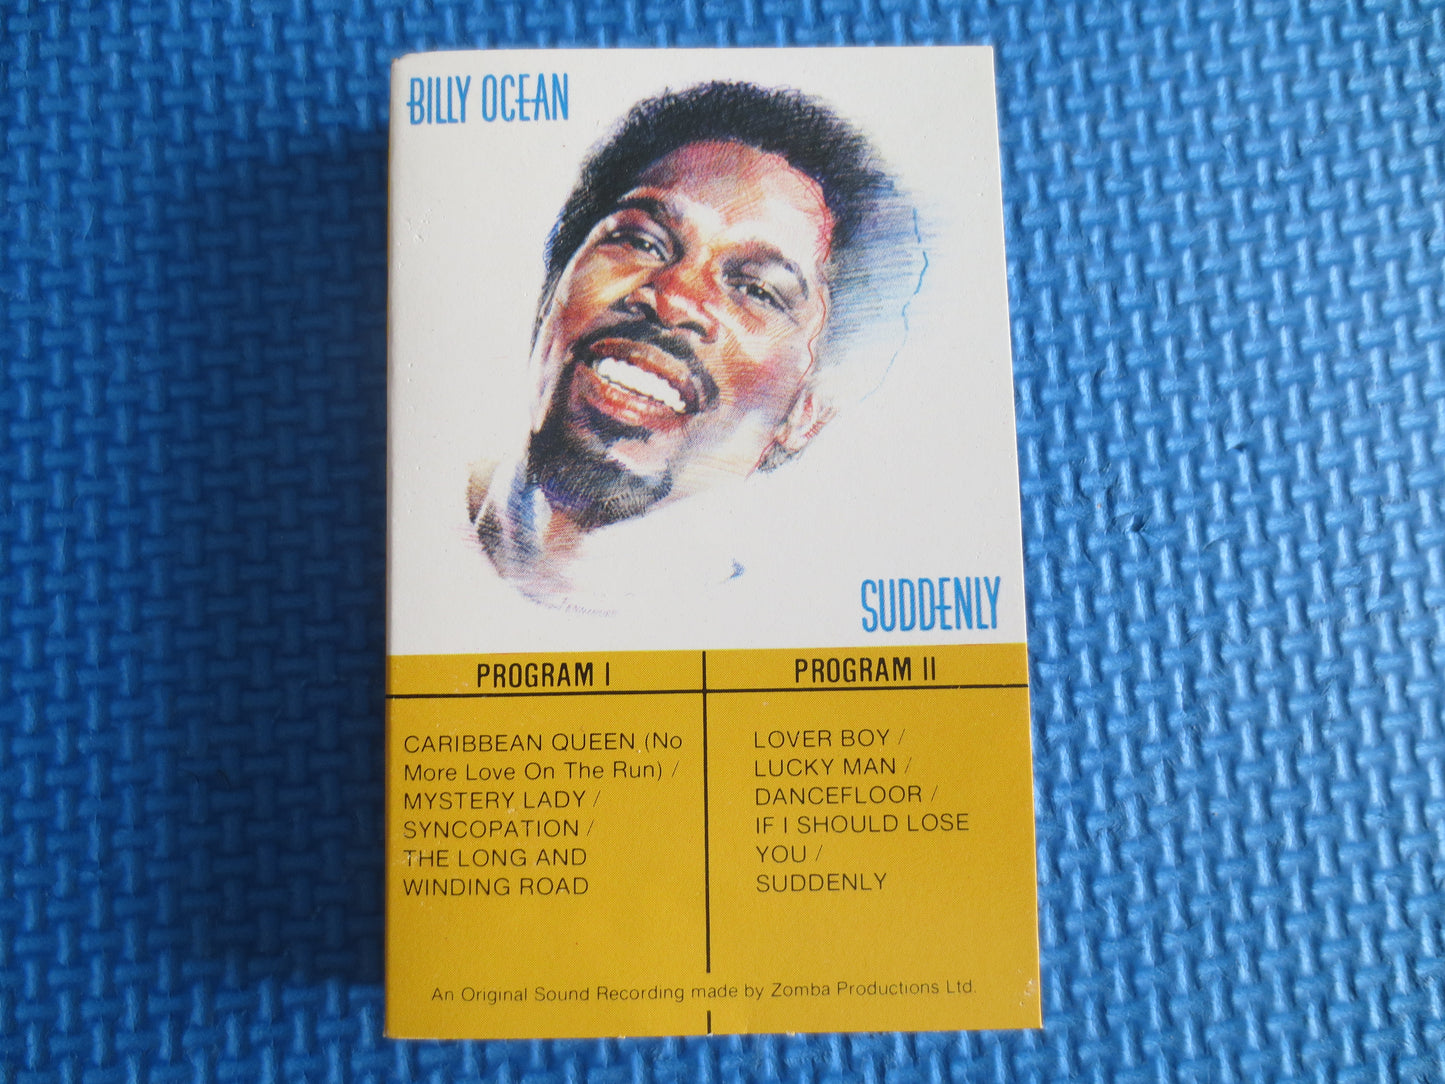 BILLY OCEAN
SUDDENLY
PROGRAM I
CARIBBEAN QUEEN (No
More Love On The Run) /
MYSTERY LADY /
SYNCOPATION /
THE LONG AND
WINDING ROAD
PROGRAM II
LOVER BOY /
LUCKY MAN /
DANCEFLOOR /
IF I SHOULD LOSE
YOU /
SUDDENLY
An Original Sound Recording made by Zomba Productions Ltd.